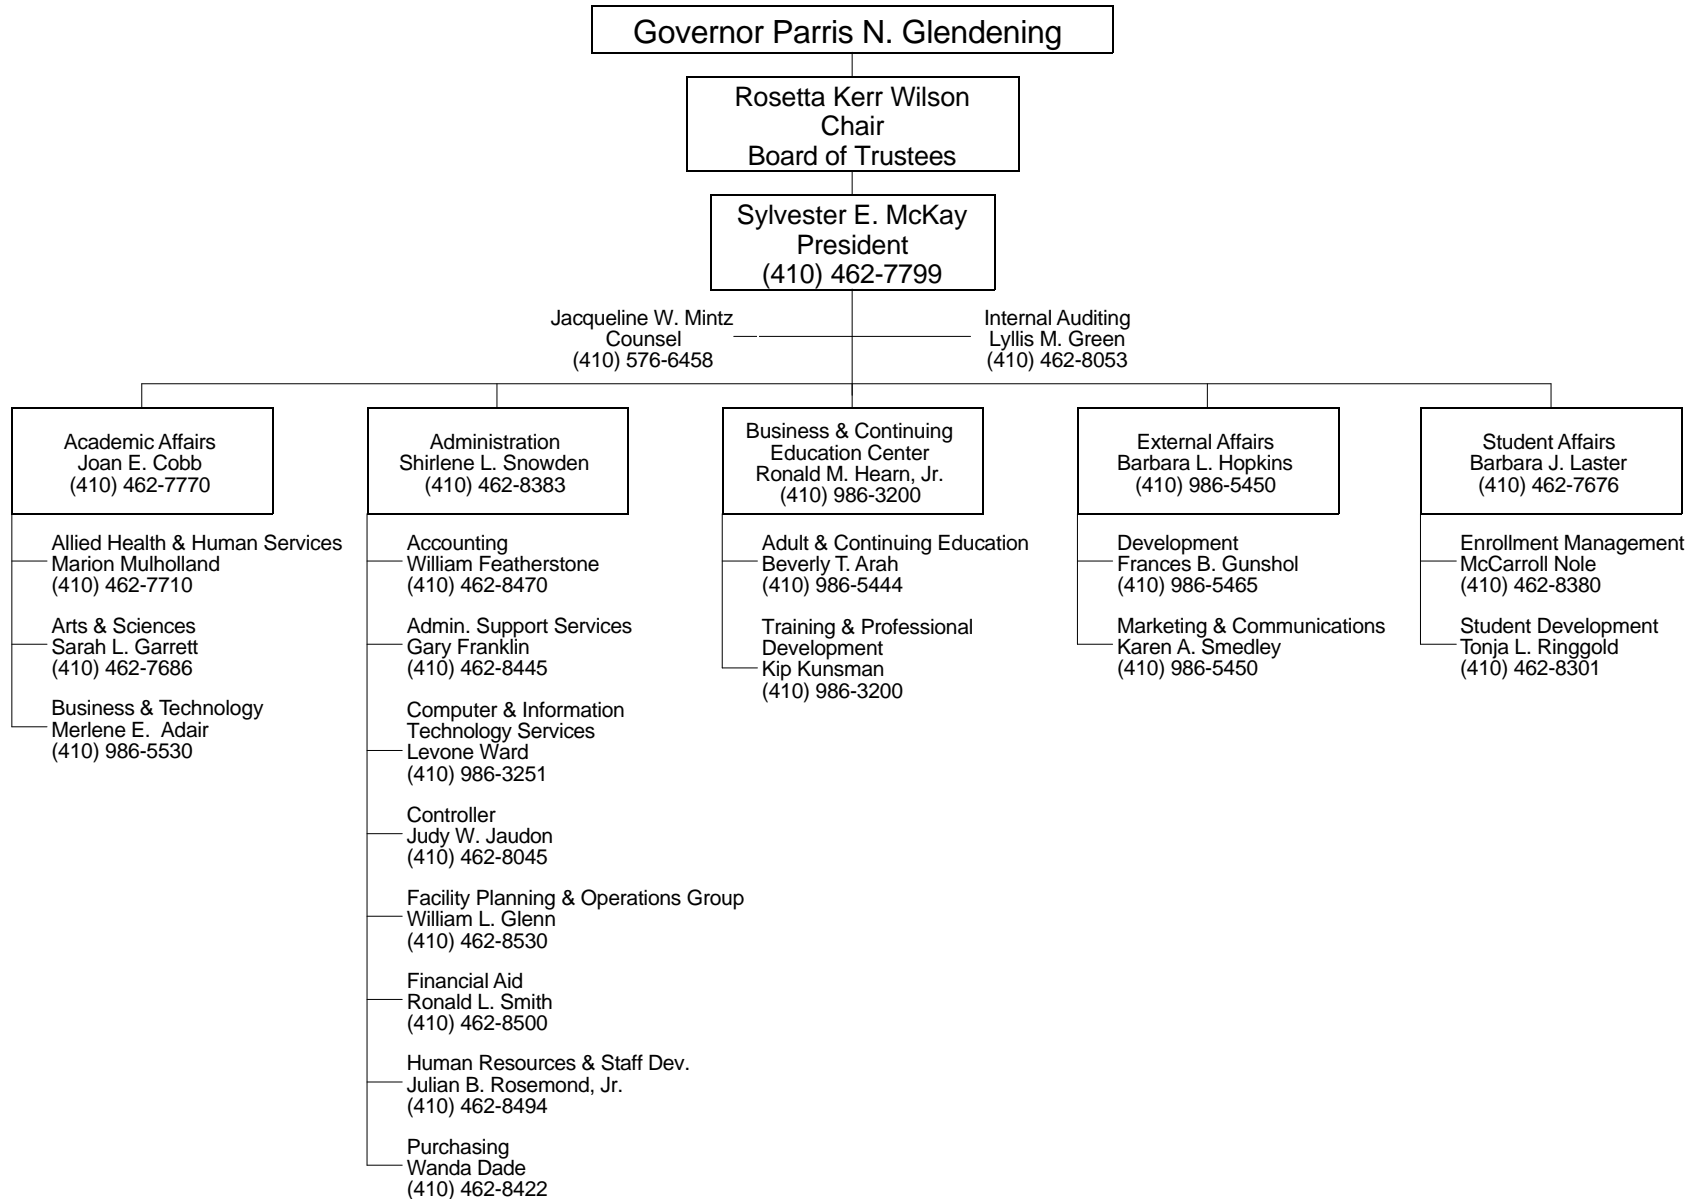 Governor Parris N. Glendening
Rosetta Kerr Wilson
Chair
Board of Trustees
Sylvester E. McKay
President
(410) 462-7799
Jacqueline W. Mintz
Counsel
(410) 576-6458
Internal Auditing
Lyllis M. Green
(410) 462-8053
Academic Affairs
Joan E. Cobb
(410) 462-7770
Allied Health & Human Services
Marion Mulholland
(410) 462-7710
Arts & Sciences
Sarah L. Garrett
(410) 462-7686
Business & Technology
Merlene E. Adair
(410) 986-5530
Administration
Shirlene L. Snowden
(410) 462-8383
Accounting
William Featherstone
(410) 462-8470
Admin. Support Services
Gary Franklin
(410) 462-8445
Computer & Information
Technology Services
Levone Ward
(410) 986-3251
Controller
Judy W. Jaudon
(410) 462-8045
Facility Planning & Operations Group
William L. Glenn
(410) 462-8530
Financial Aid
Ronald L. Smith
(410) 462-8500
Human Resources & Staff Dev.
Julian B. Rosemond, Jr.
(410) 462-8494
Purchasing
Wanda Dade
(410) 462-8422
Business & Continuing
Education Center
Ronald M. Hearn, Jr.
(410) 986-3200
Adult & Continuing Education
Beverly T. Arah
(410) 986-5444
Training & Professional
Development
Kip Kunsman
(410) 986-3200
External Affairs
Barbara L. Hopkins
(410) 986-5450
Development
Frances B. Gunshol
(410) 986-5465
Marketing & Communications
Karen A. Smedley
(410) 986-5450
Student Affairs
Barbara J. Laster
(410) 462-7676
Enrollment Management
McCarroll Nole
(410) 462-8380
Student Development
Tonja L. Ringgold
(410) 462-8301